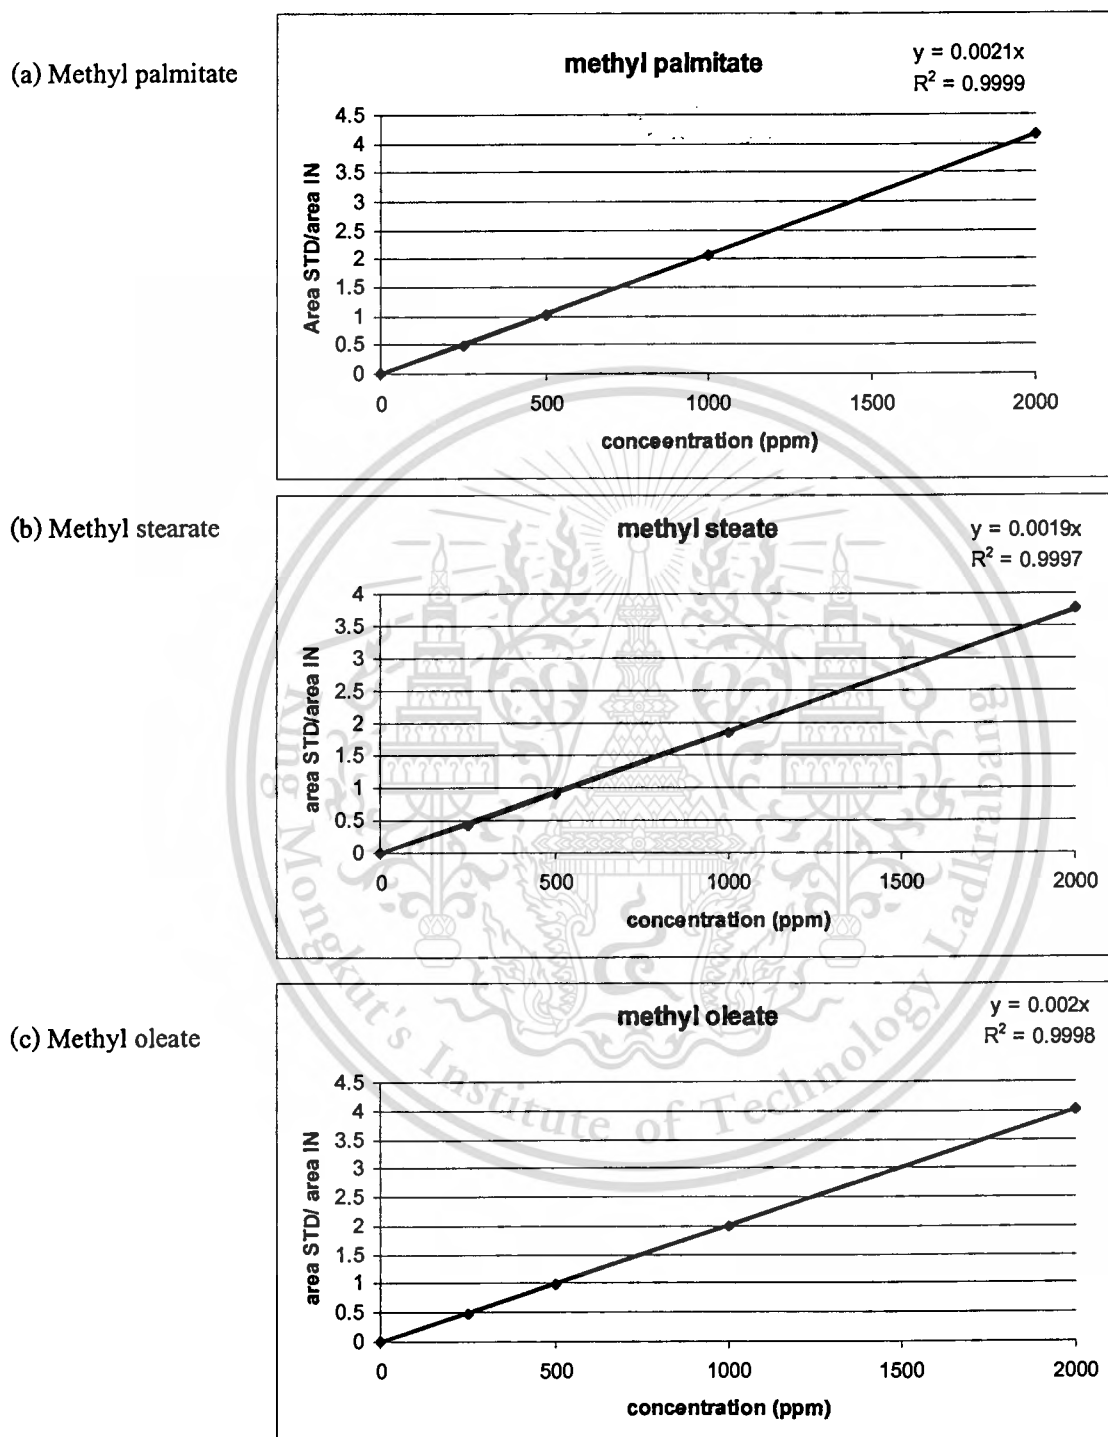 (a) Methyl palmitate
methyl palmitate
y = 0.0021x
R² = 0.9999
Area STD/area IN
4.5
4
3.5
3
2.5
2
1.5
1
0.5
0
0 500 1000 1500 2000
conceentration (ppm)
(b) Methyl stearate
methyl steate
y = 0.0019x
R² = 0.9997
area STD/area IN
4
3.5
3
2.5
2
1.5
1
0.5
0
0 500 1000 1500 2000
concentration (ppm)
(c) Methyl oleate
methyl oleate
y = 0.002x
R² = 0.9998
area STD/ area IN
4.5
4
3.5
3
2.5
2
1.5
1
0.5
0
0 500 1000 1500 2000
concentration (ppm)
King Mongkut's Institute of Technology Ladkrabang